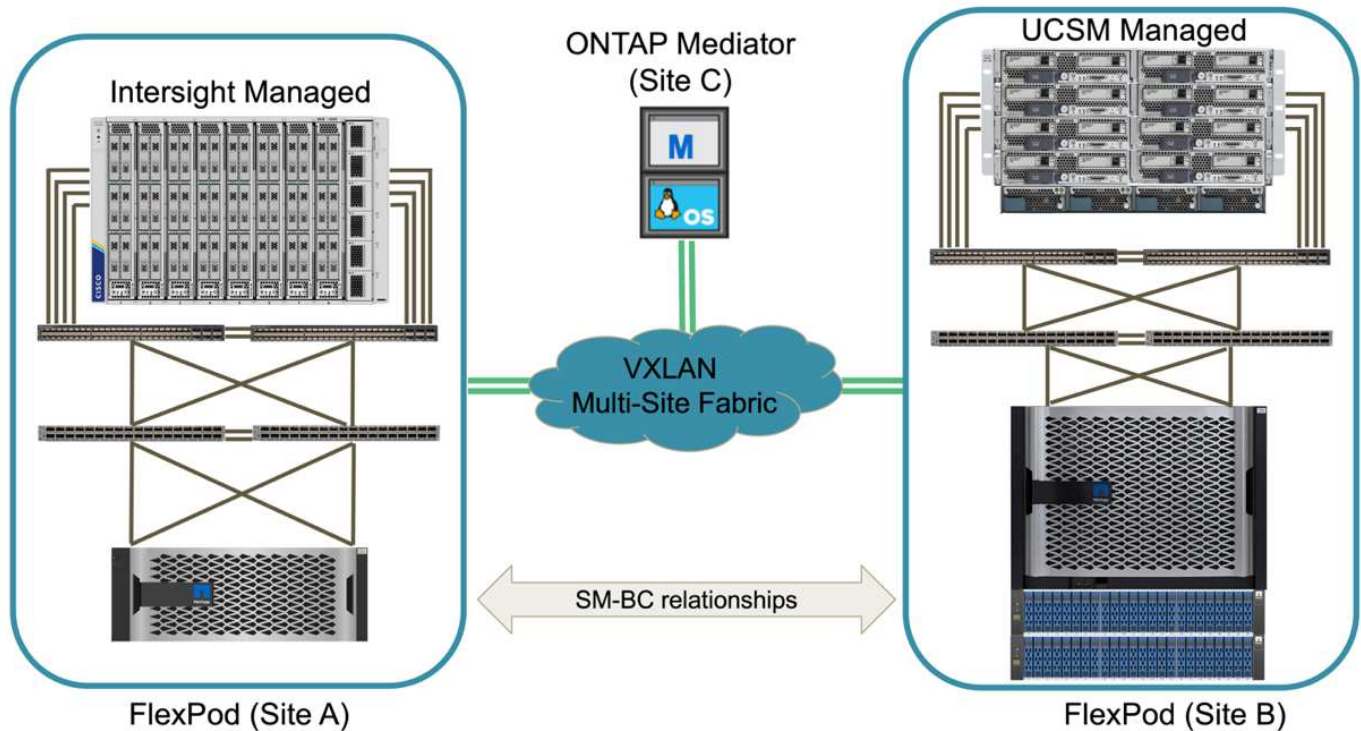 Intersight Managed
CISCO
FlexPod (Site A)
ONTAP Mediator
(Site C)
M
OS
VXLAN
Multi-Site Fabric
SM-BC relationships
UCSM Managed
FlexPod (Site B)